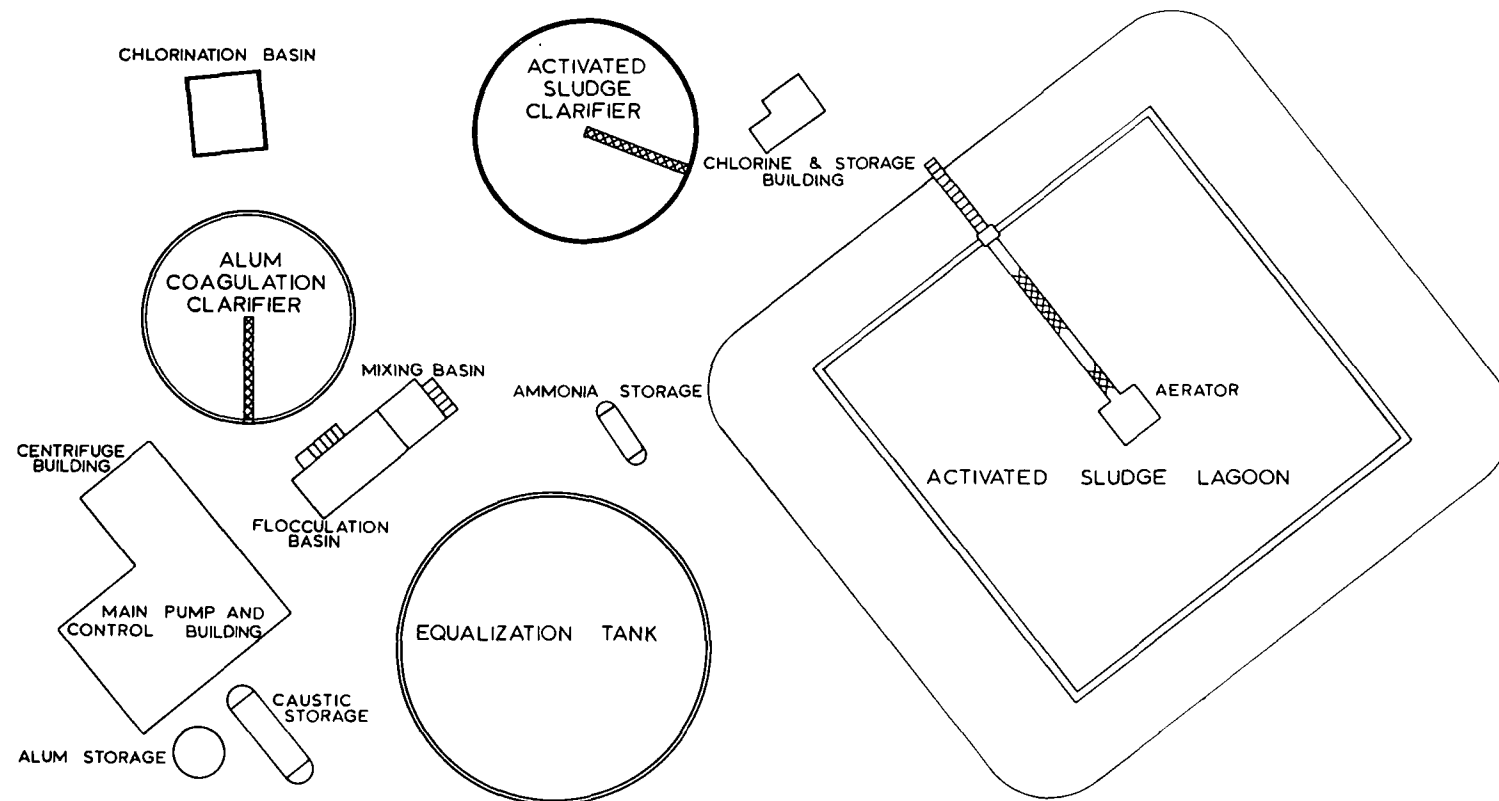 CHLORINATION BASIN
ACTIVATED
SLUDGE
CLARIFIER
CHLORINE & STORAGE
BUILDING
ALUM
COAGULATION
CLARIFIER
MIXING BASIN
AMMONIA STORAGE
AERATOR
CENTRIFUGE
BUILDING
ACTIVATED SLUDGE LAGOON
FLOCCULATION
BASIN
MAIN PUMP AND
CONTROL BUILDING
EQUALIZATION TANK
CAUSTIC
STORAGE
ALUM STORAGE